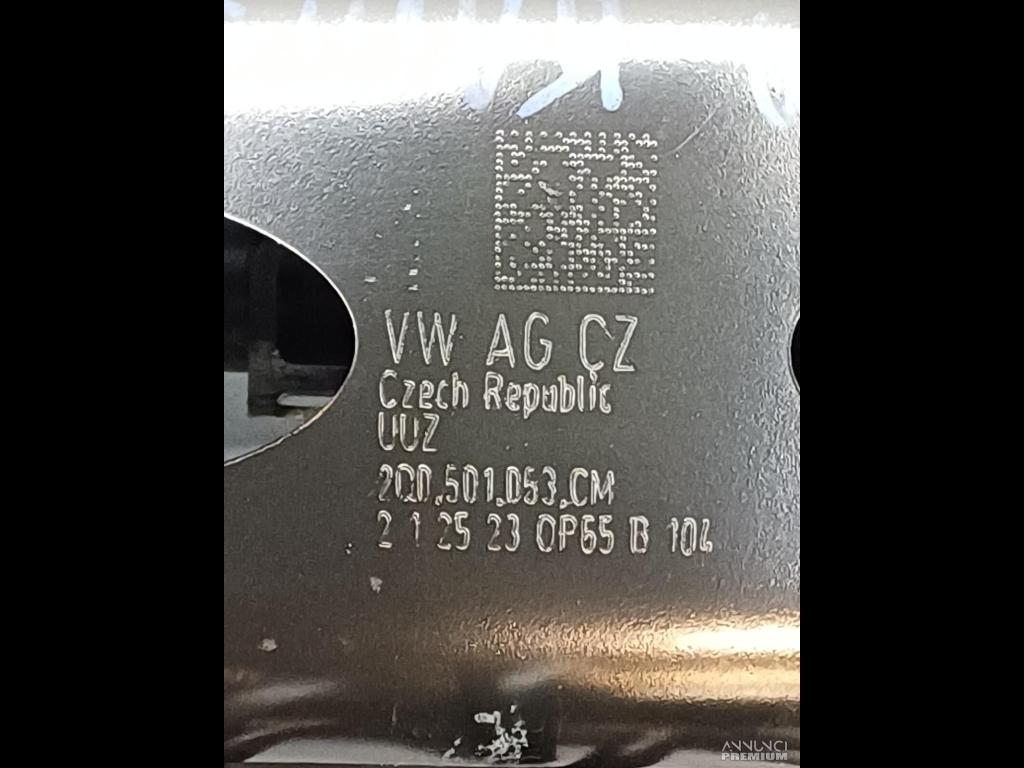 VW AG CZ
Czech Republic
UUZ
2Q0.501.053.CM
2 1 25 23 OP65 B 104
ANNUNCI
PREMIUM